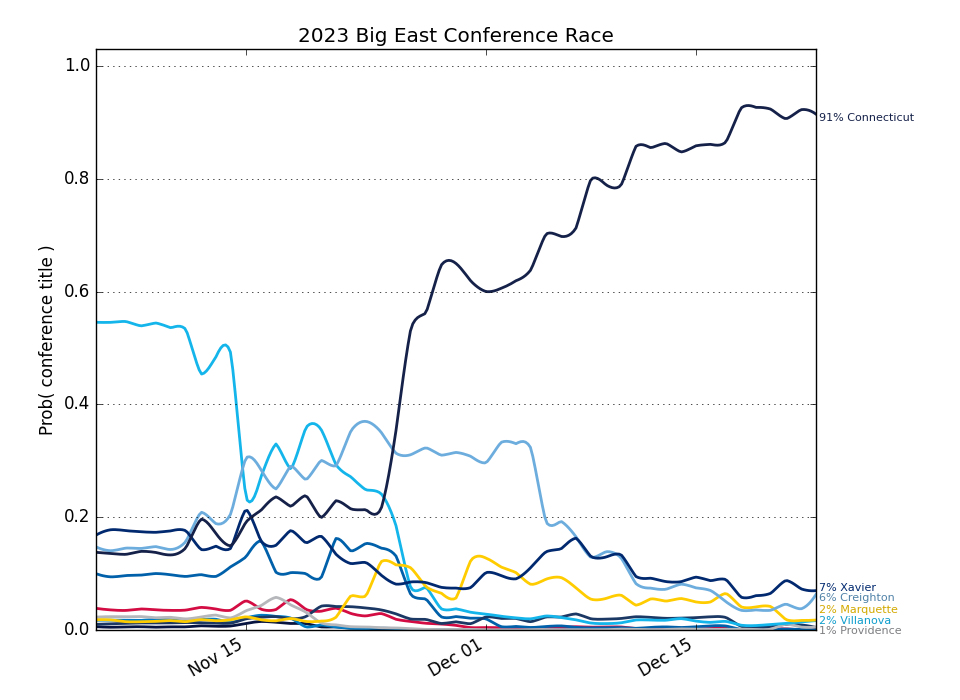 2023 Big East Conference Race
Prob( conference title )
1.0
0.8
0.6
0.4
0.2
0.0
Nov 15
Dec 01
Dec 15
91% Connecticut
7% Xavier
6% Creighton
2% Marquette
2% Villanova
1% Providence